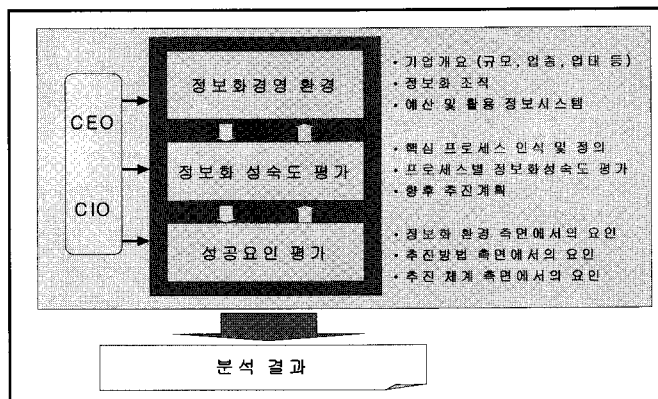 CEO
CIO
정보화경영 환경
• 기업개요 (규모, 업종, 업태 등)
• 정보화 조직
• 예산 및 활용 정보시스템
정보화 성숙도 평가
• 핵심 프로세스 인식 및 정의
• 프로세스별 정보화성숙도 평가
• 향후 추진계획
성공요인 평가
• 정보화 환경 측면에서의 요인
• 추진방법 측면에서의 요인
• 추진 체계 측면에서의 요인
분석 결과